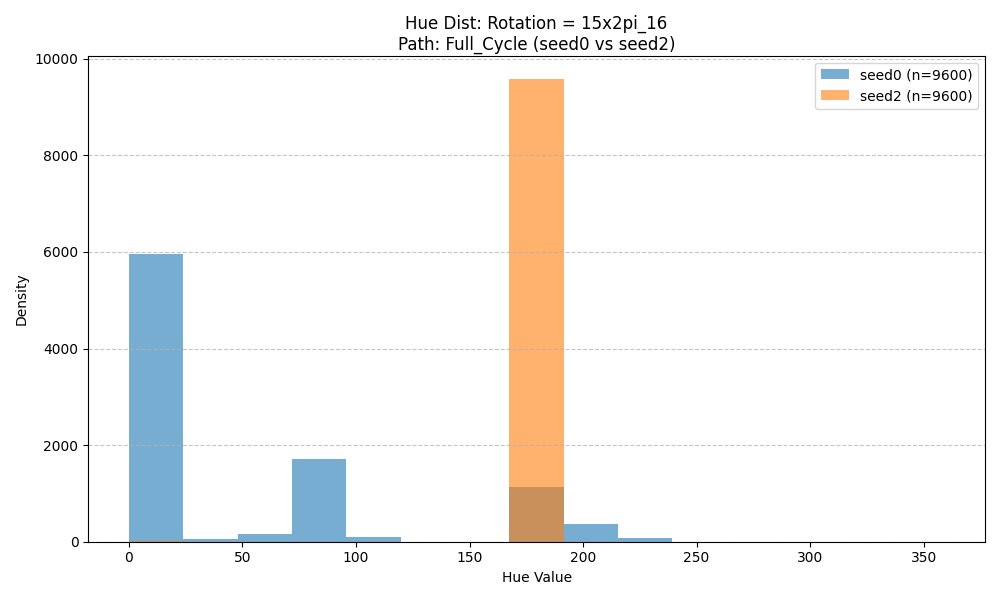 Hue Dist: Rotation = 15x2pi_16
Path: Full_Cycle (seed0 vs seed2)
seed0 (n=9600)
seed2 (n=9600)
Density
10000
8000
6000
4000
2000
0
0 50 100 150 200 250 300 350
Hue Value